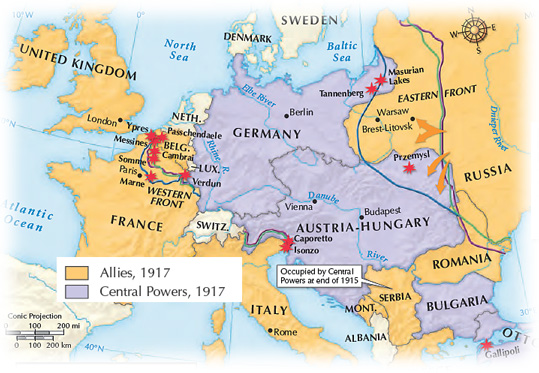 SWEDEN
North
Sea
DENMARK
Baltic
Sea
UNITED KINGDOM
Masurian
Lakes
Tannenberg
EASTERN
FRONT
Elbe River
Berlin
Warsaw
Brest-Litovsk
NETH.
London
Ypres
Passchendaele
Messines
BELG.
Cambrai
GERMANY
Rhine R.
Dnieper River
Somme
LUX.
Paris
Verdun
Marne
WESTERN
FRONT
Przemysl
RUSSIA
Atlantic
Ocean
FRANCE
Vienna
Danube
Budapest
AUSTRIA-HUNGARY
SWITZ.
Caporetto
Isonzo
River
ROMANIA
Allies, 1917
Central Powers, 1917
Occupied by Central
Powers at end of 1915
SERBIA
BULGARIA
MONT.
ITALY
Rome
ALBANIA
OTTO
Gallipoli
Conic Projection
0 100 200 mi
0 100 200 km
40°N